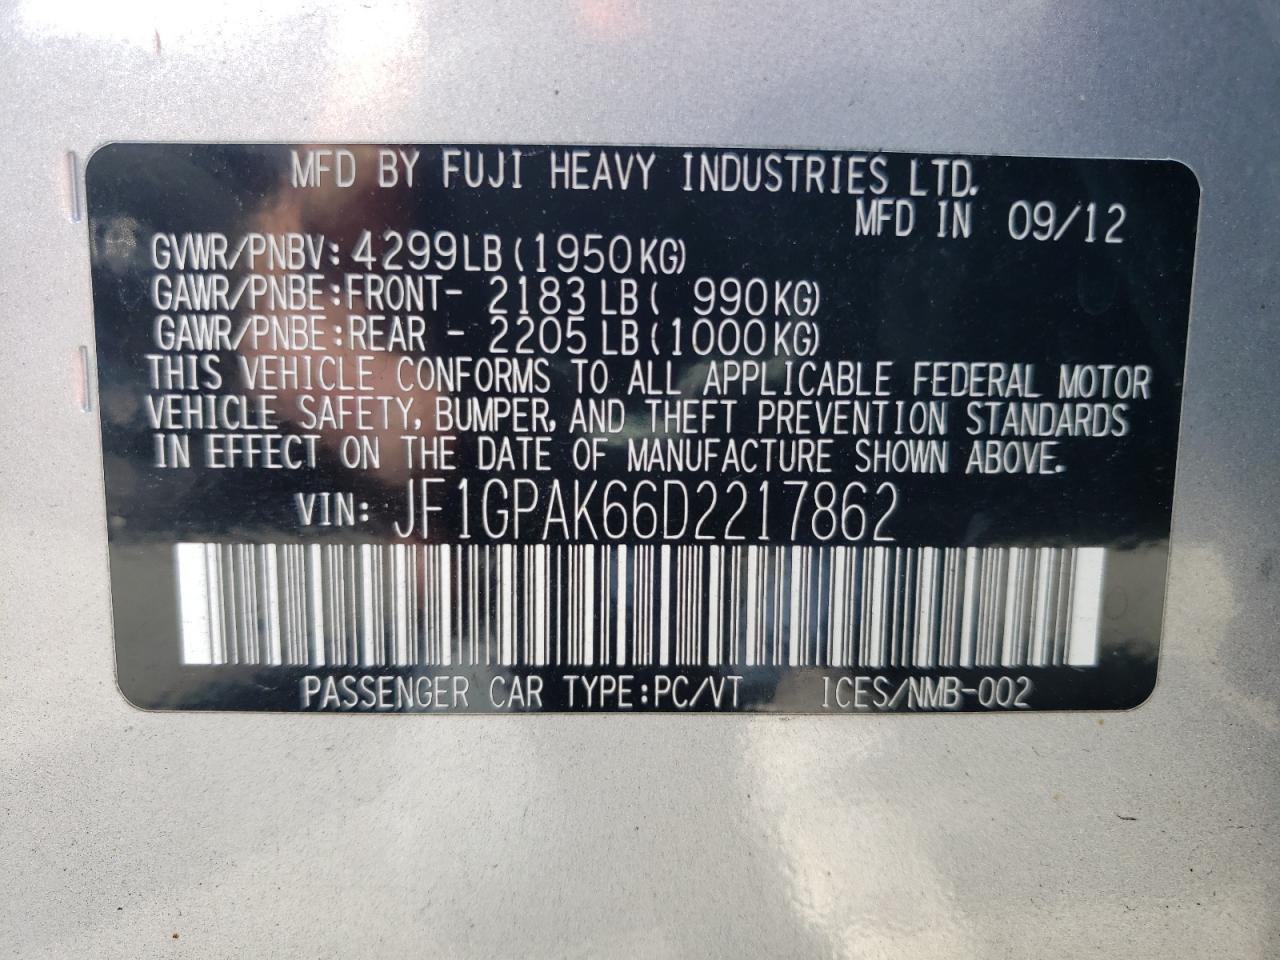 MFD BY FUJI HEAVY INDUSTRIES LTD.
MFD IN 09/12
GVWR/PNBV: 4299LB (1950KG)
GAWR/PNBE:FRONT- 2183 LB ( 990KG)
GAWR/PNBE:REAR - 2205 LB (1000KG)
THIS VEHICLE CONFORMS TO ALL APPLICABLE FEDERAL MOTOR
VEHICLE SAFETY, BUMPER, AND THEFT PREVENTION STANDARDS
IN EFFECT ON THE DATE OF MANUFACTURE SHOWN ABOVE.
VIN: JF1GPAK66D2217862
PASSENGER CAR TYPE:PC/VT ICES/NMB-002